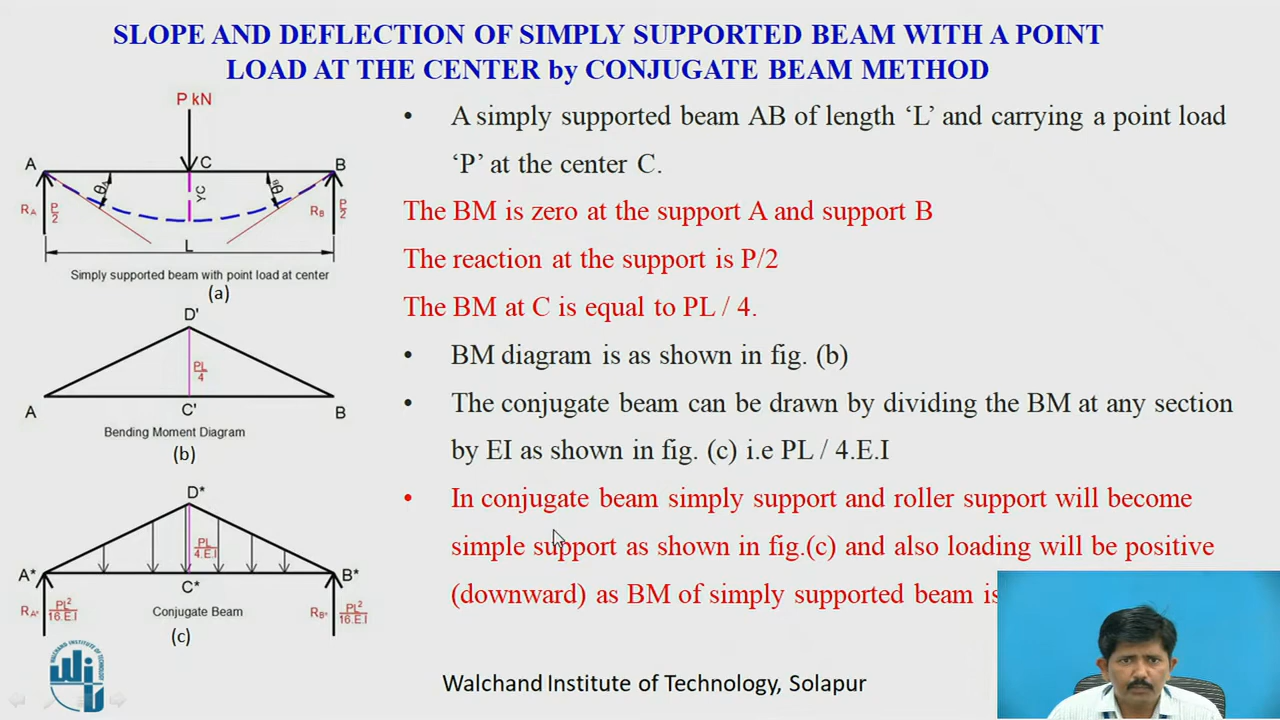 SLOPE AND DEFLECTION OF SIMPLY SUPPORTED BEAM WITH A POINT
LOAD AT THE CENTER by CONJUGATE BEAM METHOD
P kN
A
C
B
θA
YC
θB
RA
P/2
RB
P/2
L
Simply supported beam with point load at center
(a)
D'
PL/4
A
C'
B
Bending Moment Diagram
(b)
D*
PL/4.E.I
A*
C*
B*
RA*
PL²/16.E.I
Conjugate Beam
RB*
PL²/16.E.I
(c)
• A simply supported beam AB of length ‘L’ and carrying a point load
‘P’ at the center C.
The BM is zero at the support A and support B
The reaction at the support is P/2
The BM at C is equal to PL / 4.
• BM diagram is as shown in fig. (b)
• The conjugate beam can be drawn by dividing the BM at any section
by EI as shown in fig. (c) i.e PL / 4.E.I
• In conjugate beam simply support and roller support will become
simple support as shown in fig.(c) and also loading will be positive
(downward) as BM of simply supported beam is
WALCHAND INSTITUTE OF TECHNOLOGY
Walchand Institute of Technology, Solapur